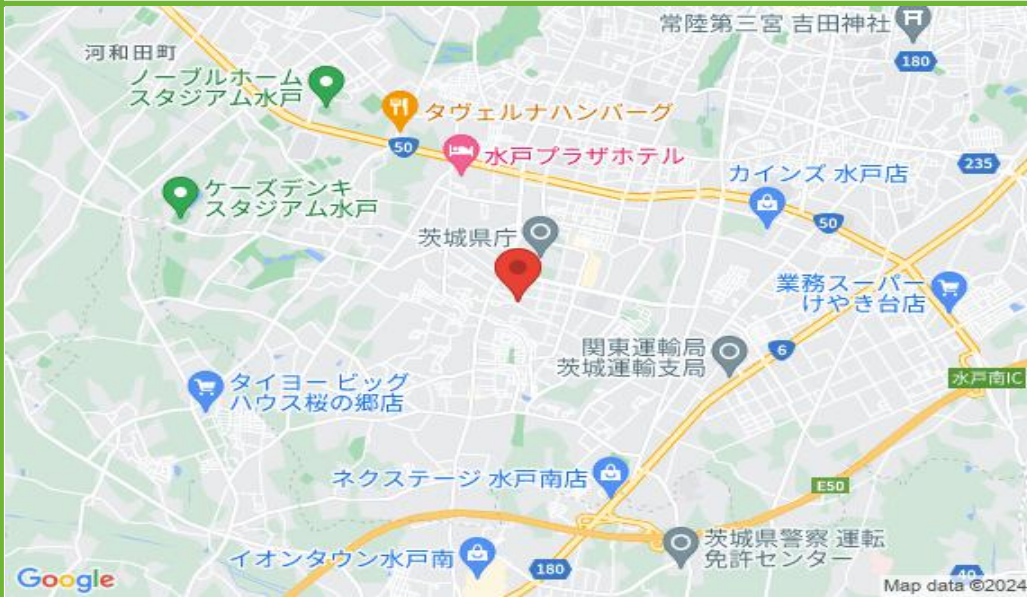 常陸第三宮 吉田神社
180
河和田町
ノーブルホーム
スタジアム水戸
タヴェルナハンバーグ
50
水戸プラザホテル
235
カインズ 水戸店
ケーズデンキ
スタジアム水戸
50
茨城県庁
業務スーパー
けやき台店
関東運輸局
茨城運輸支局
6
水戸南IC
タイヨー ビッグ
ハウス桜の郷店
ネクステージ 水戸南店
E50
茨城県警察 運転
免許センター
イオンタウン水戸南
180
40
Google
Map data ©2024